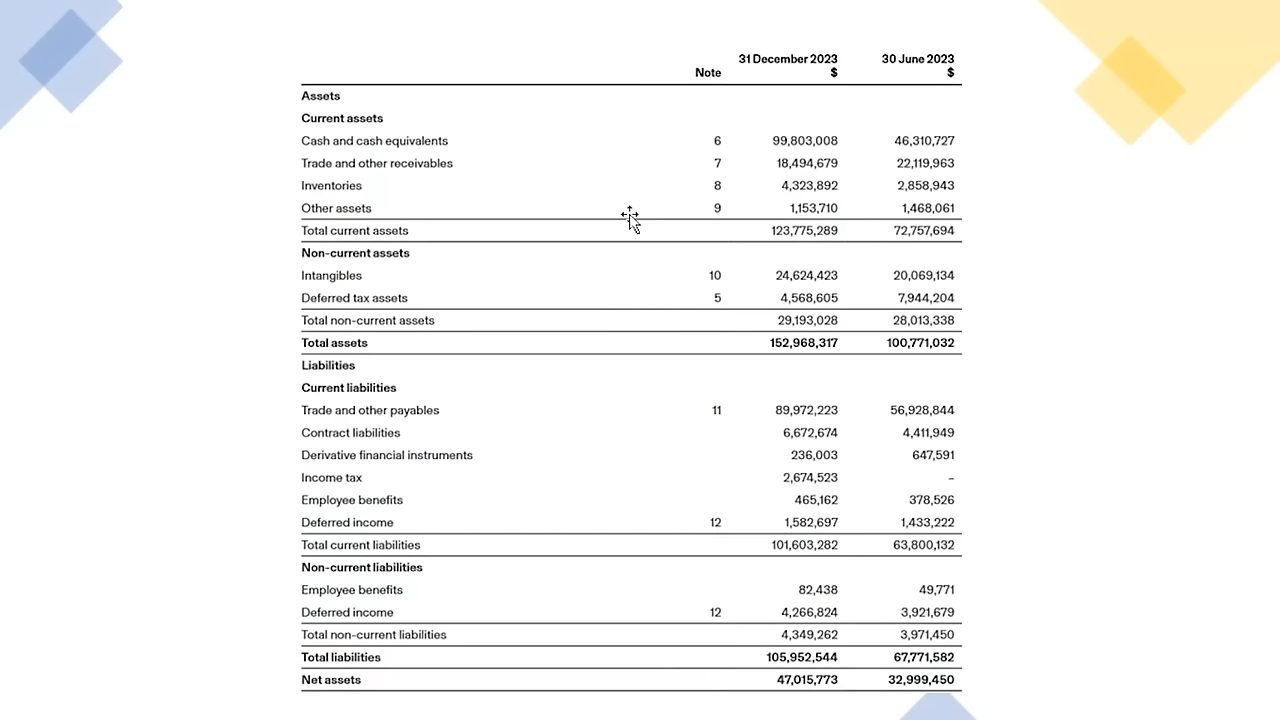 31 December 2023 30 June 2023
Note $ $
Assets
Current assets
Cash and cash equivalents 6 99,803,008 46,310,727
Trade and other receivables 7 18,494,679 22,119,963
Inventories 8 4,323,892 2,858,943
Other assets 9 1,153,710 1,468,061
Total current assets 123,775,289 72,757,694
Non-current assets
Intangibles 10 24,624,423 20,069,134
Deferred tax assets 5 4,568,605 7,944,204
Total non-current assets 29,193,028 28,013,338
Total assets 152,968,317 100,771,032
Liabilities
Current liabilities
Trade and other payables 11 89,972,223 56,928,844
Contract liabilities 6,672,674 4,411,949
Derivative financial instruments 236,003 647,591
Income tax 2,674,523 –
Employee benefits 465,162 378,526
Deferred income 12 1,582,697 1,433,222
Total current liabilities 101,603,282 63,800,132
Non-current liabilities
Employee benefits 82,438 49,771
Deferred income 12 4,266,824 3,921,679
Total non-current liabilities 4,349,262 3,971,450
Total liabilities 105,952,544 67,771,582
Net assets 47,015,773 32,999,450